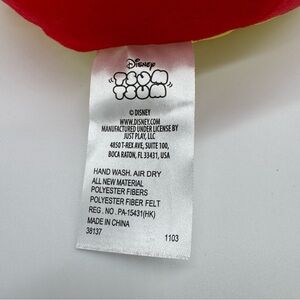 Disney
TSUM
TSUM
© DISNEY
WWW.DISNEY.COM
MANUFACTURED UNDER LICENSE BY
JUST PLAY, LLC
4850 T-REX AVE, SUITE 100,
BOCA RATON, FL 33431, USA
HAND WASH, AIR DRY
ALL NEW MATERIAL
POLYESTER FIBERS
POLYESTER FIBER FELT
REG. NO. PA-15431(HK)
MADE IN CHINA
38137 1103